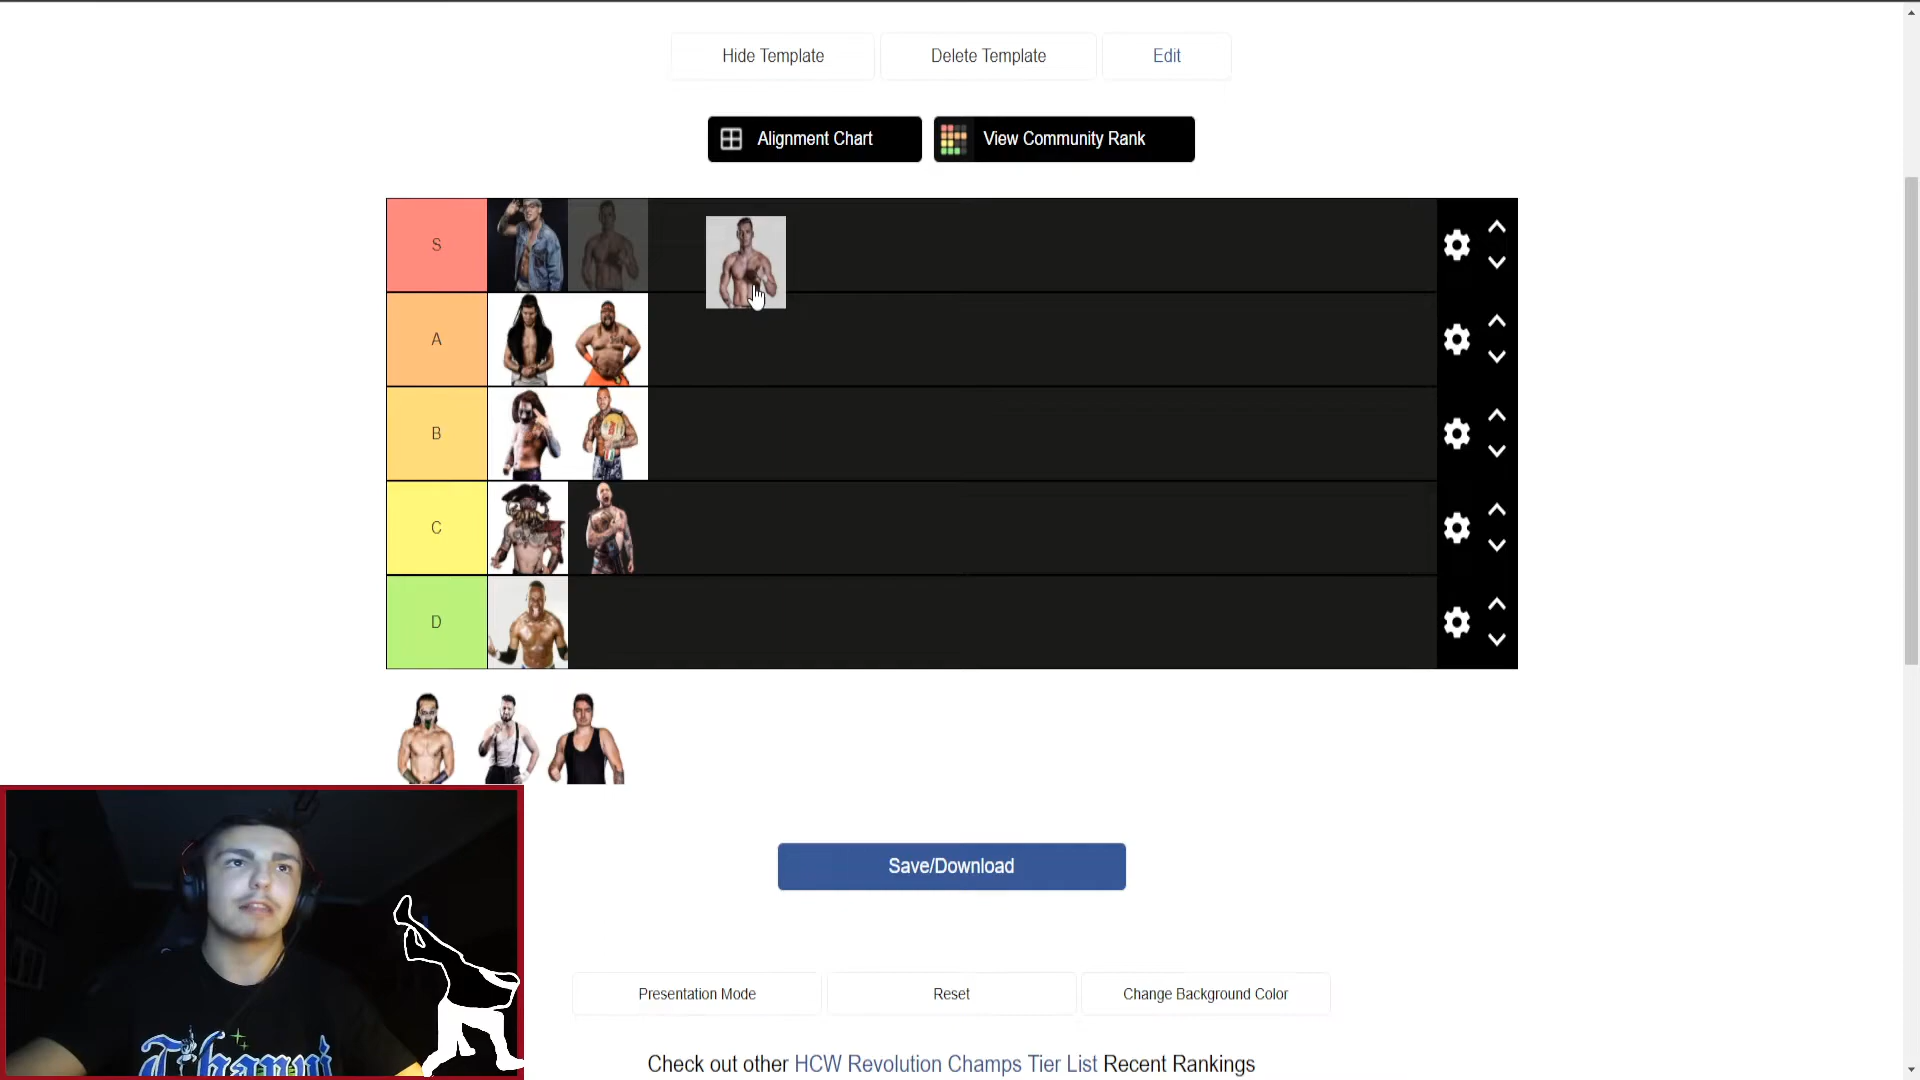 Hide Template
Delete Template
Edit
Alignment Chart
View Community Rank
S
A
B
C
D
Save/Download
Presentation Mode
Reset
Change Background Color
Check out other HCW Revolution Champs Tier List Recent Rankings